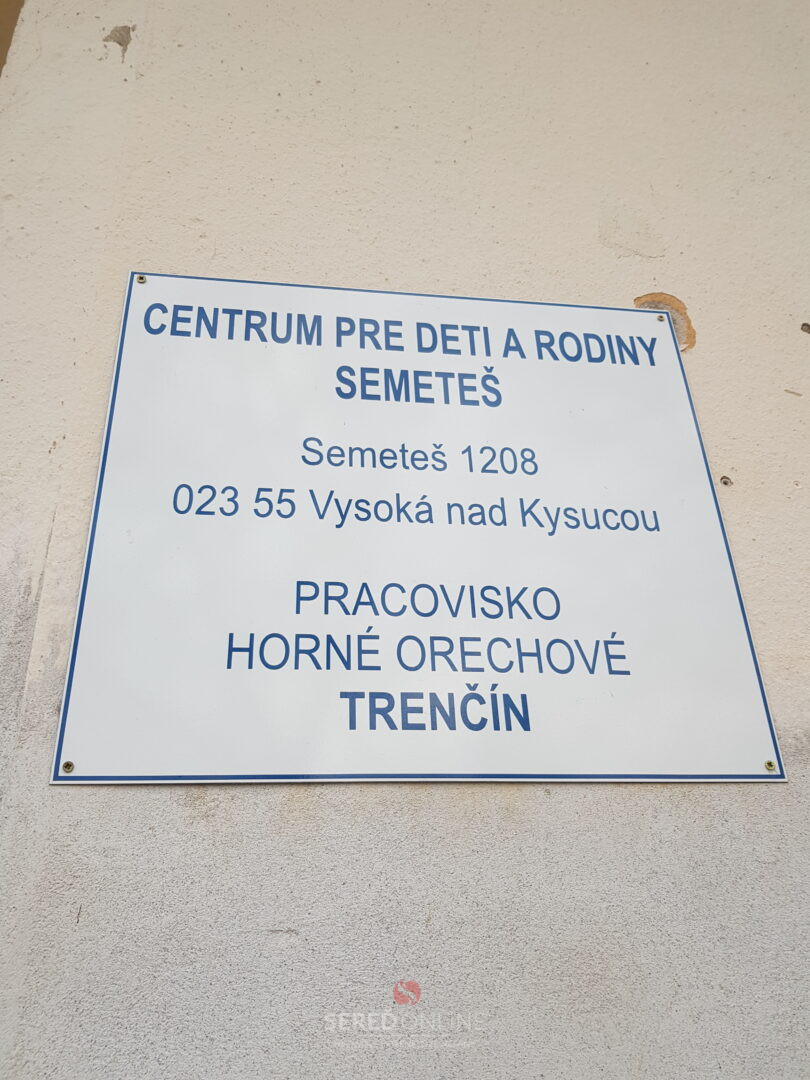 CENTRUM PRE DETI A RODINY
SEMETEŠ
Semeteš 1208
023 55 Vysoká nad Kysucou
PRACOVISKO
HORNÉ ORECHOVÉ
TRENČÍN
SEREDONLINE